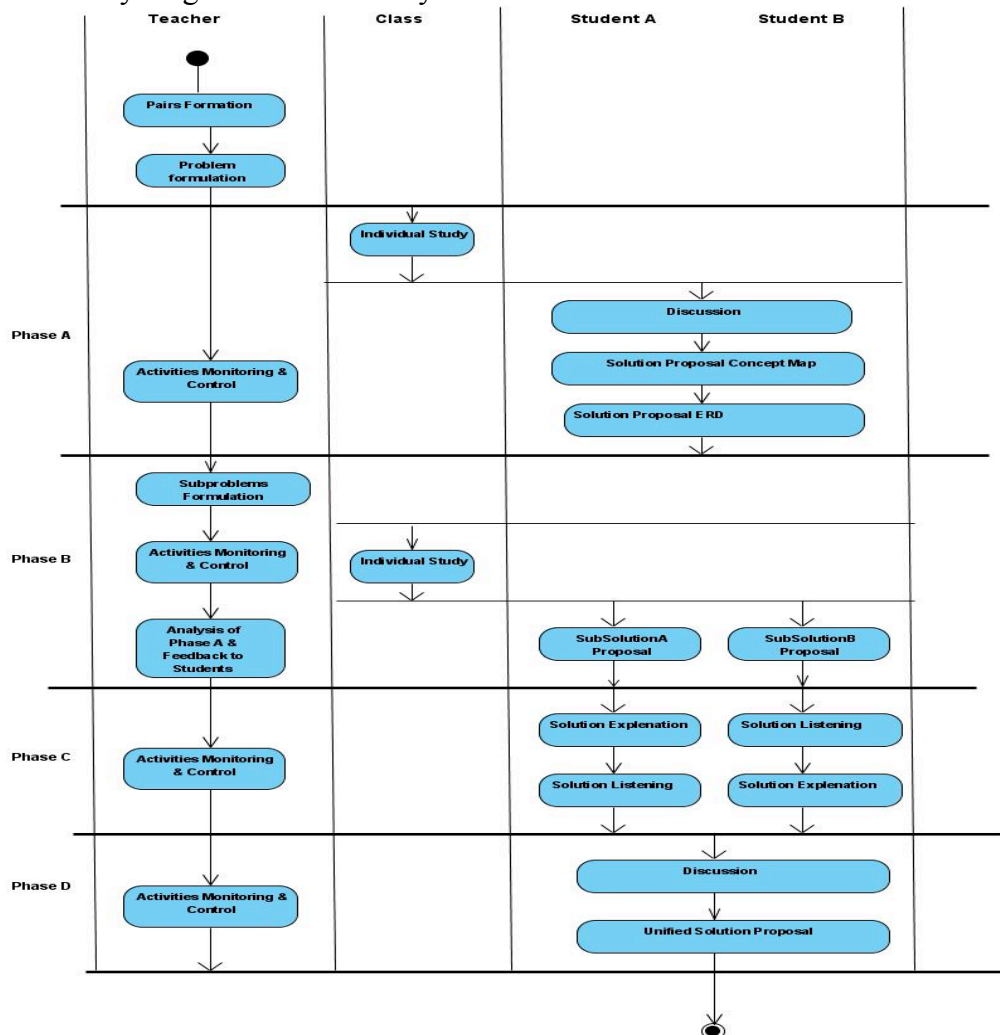 Teacher
Class
Student A
Student B
Pairs Formation
Problem
formulation
Individual Study
Discussion
Phase A
Solution Proposal Concept Map
Activities Monitoring &
Control
Solution Proposal ERD
Subproblems
Formulation
Phase B
Activities Monitoring
& Control
Individual Study
Analysis of
Phase A &
Feedback to
Students
SubSolutionA
Proposal
SubSolutionB
Proposal
Solution Explenation
Solution Listening
Phase C
Activities Monitoring
& Control
Solution Listening
Solution Explenation
Phase D
Discussion
Activities Monitoring &
Control
Unified Solution Proposal